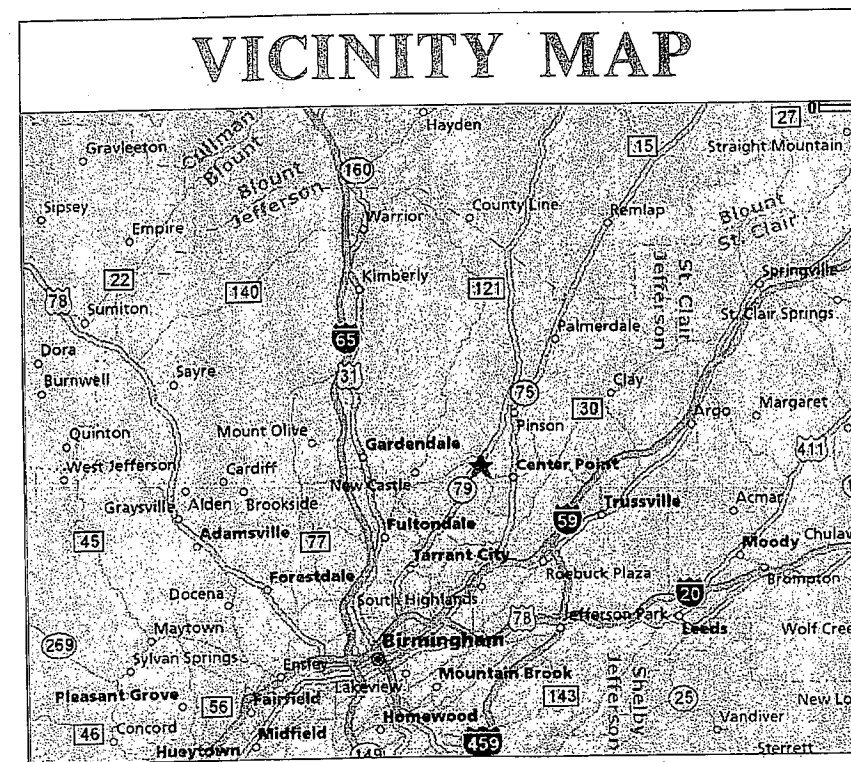 VICINITY MAP
0
27
Hayden
15
Straight Mountain
Gravleeton
Cullman
Blount
Blount
Jefferson
160
Sipsey
Warrior
County Line
Remlap
Blount
St. Clair
Empire
22
140
Kimberly
121
St. Clair
Jefferson
Springville
78
Sumiton
St. Clair Springs
65
Palmerdale
Dora
31
Burnwell
Sayre
75
Clay
30
Pinson
Argo
Margaret
Quinton
Mount Olive
Gardendale
411
West Jefferson
Cardiff
New Castle
79
Center Point
Graysville
Alden
Brookside
Trussville
Acmar
59
45
Adamsville
77
Fultondale
Tarrant City
Moody
Chulav
Forestdale
Roebuck Plaza
Brompton
Docena
South Highlands
20
78
Jefferson Park
Leeds
Maytown
269
Birmingham
Wolf Cree
Sylvan Springs
Ensley
Lakeview
Mountain Brook
Jefferson
Shelby
Pleasant Grove
56
Fairfield
143
25
New Lo
46
Concord
Midfield
Homewood
Vandiver
Hueytown
149
459
Sterrett